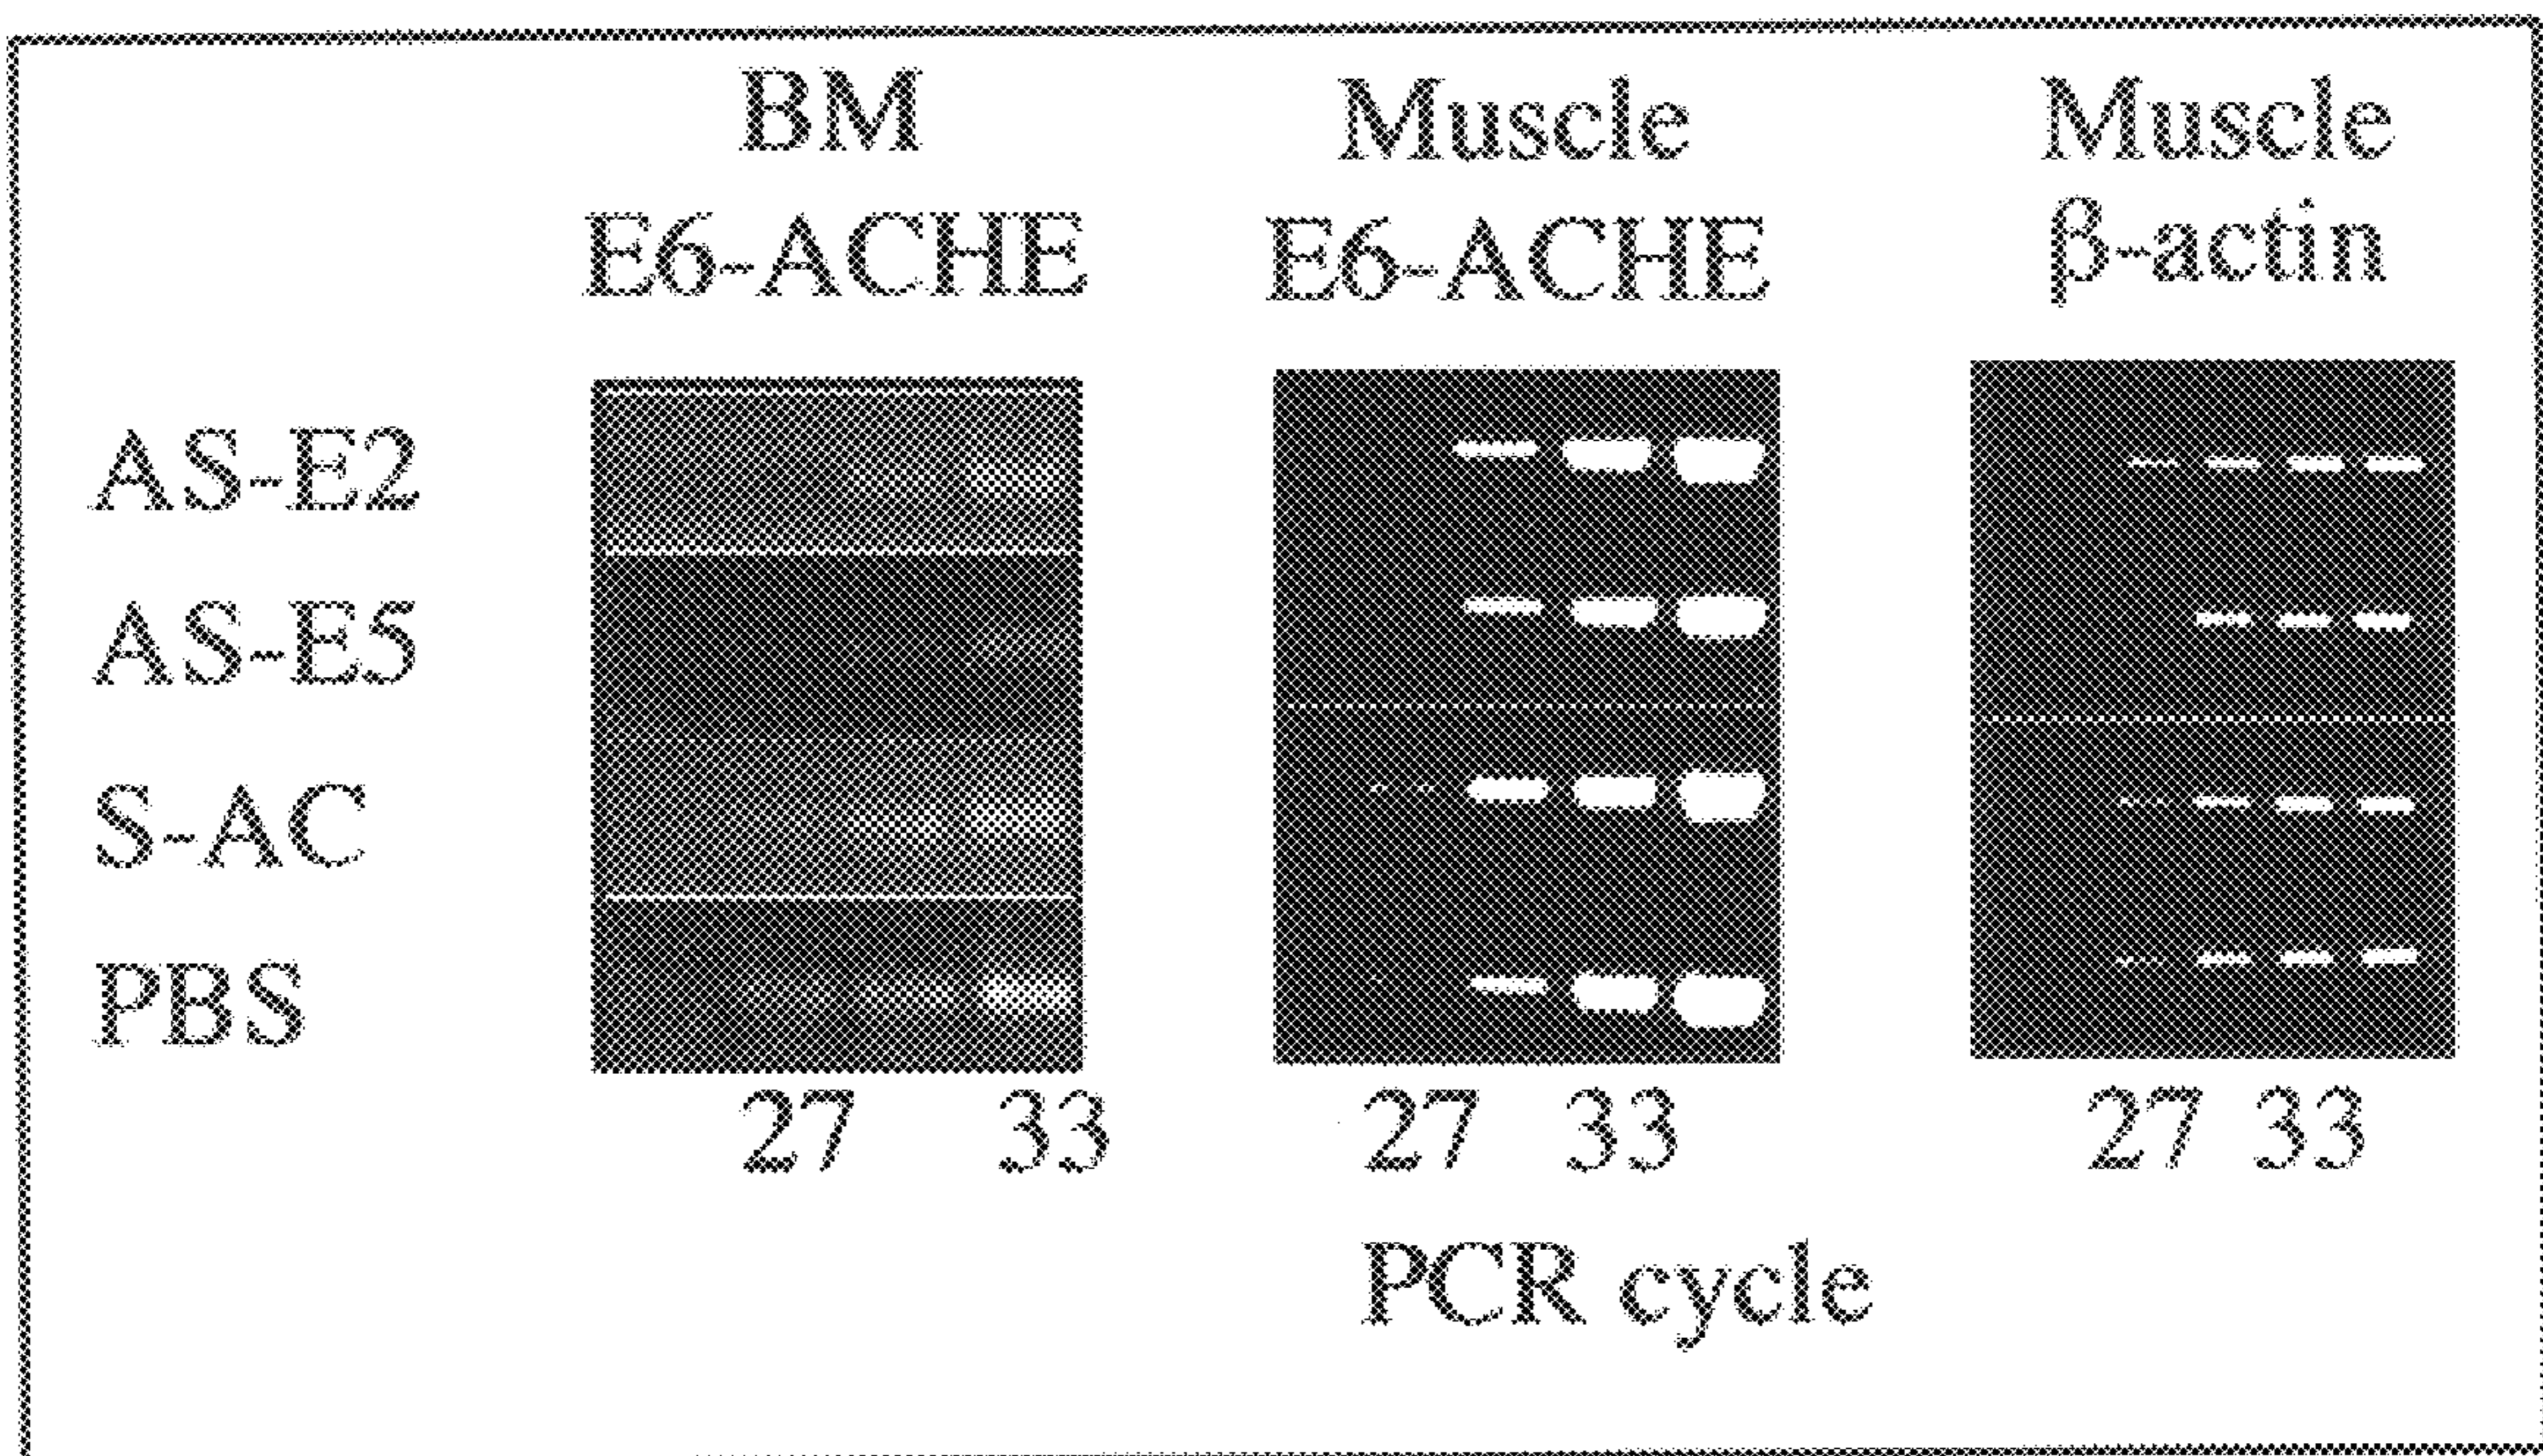 BM Muscle Muscle
E6-ACHE E6-ACHE β-actin
AS-E2
AS-E5
S-AC
PBS
27 33 27 33 27 33
PCR cycle